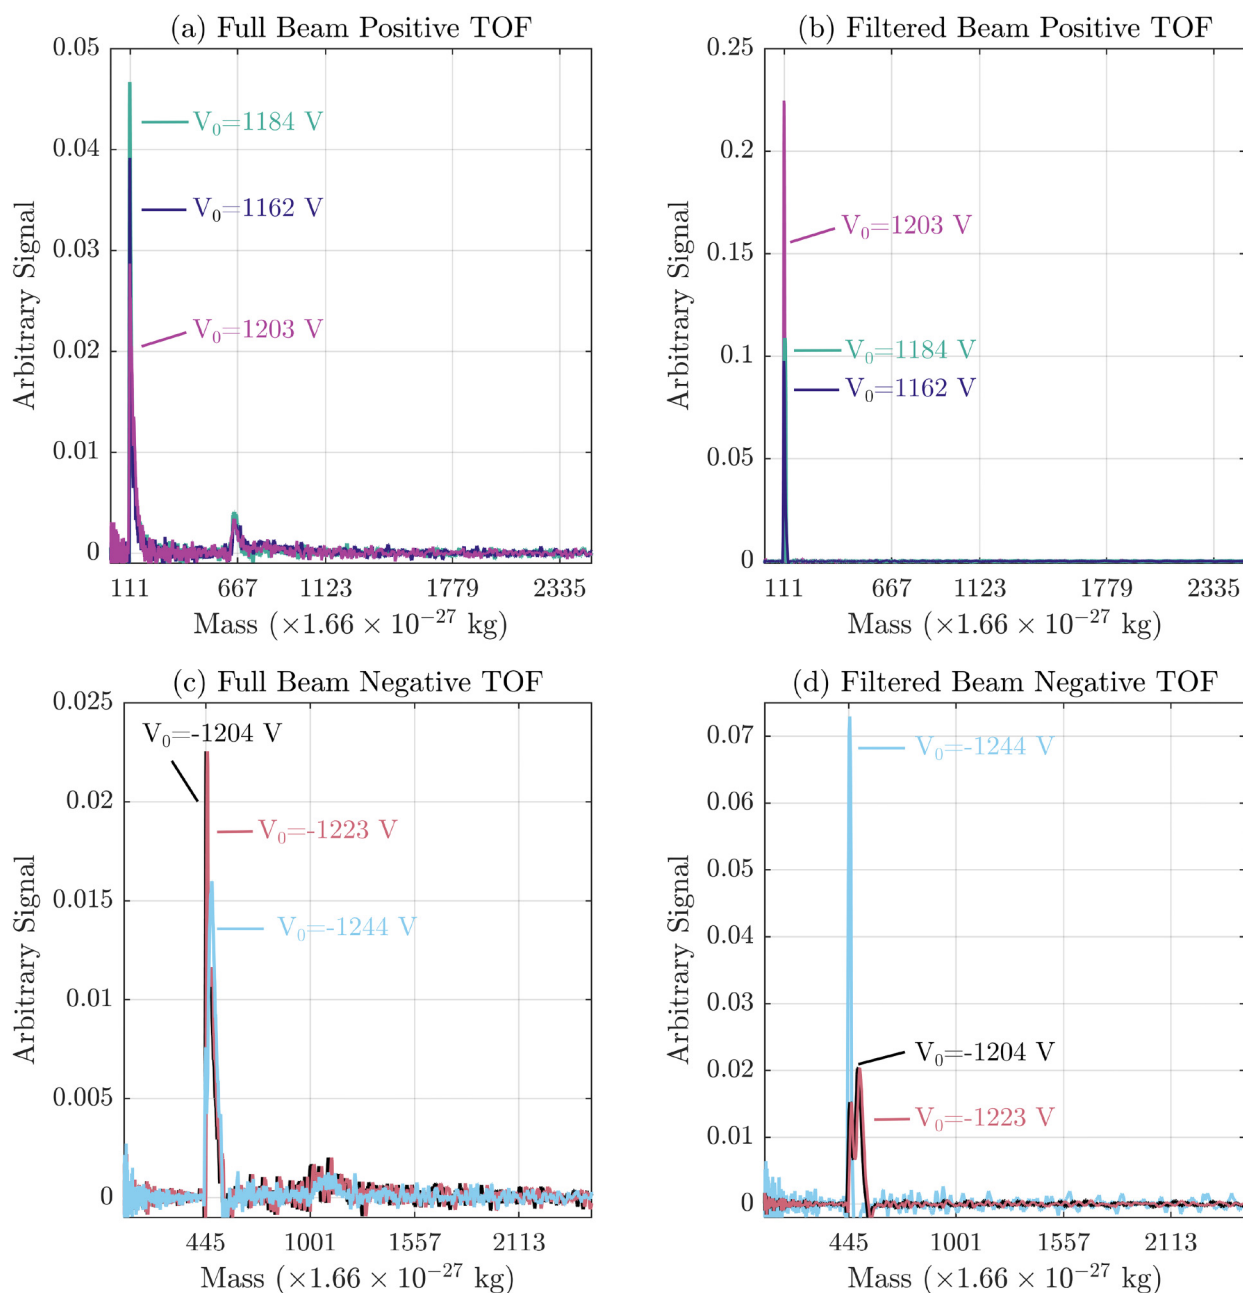 (a) Full Beam Positive TOF
0.05
0.04
0.03
0.02
0.01
0
Arbitrary Signal
V₀=1184 V
V₀=1162 V
V₀=1203 V
111 667 1123 1779 2335
Mass (×1.66 × 10⁻²⁷ kg)
(b) Filtered Beam Positive TOF
0.25
0.2
0.15
0.1
0.05
0
Arbitrary Signal
V₀=1203 V
V₀=1184 V
V₀=1162 V
111 667 1123 1779 2335
Mass (×1.66 × 10⁻²⁷ kg)
(c) Full Beam Negative TOF
0.025
0.02
0.015
0.01
0.005
0
Arbitrary Signal
V₀=-1204 V
V₀=-1223 V
V₀=-1244 V
445 1001 1557 2113
Mass (×1.66 × 10⁻²⁷ kg)
(d) Filtered Beam Negative TOF
0.07
0.06
0.05
0.04
0.03
0.02
0.01
0
Arbitrary Signal
V₀=-1244 V
V₀=-1204 V
V₀=-1223 V
445 1001 1557 2113
Mass (×1.66 × 10⁻²⁷ kg)